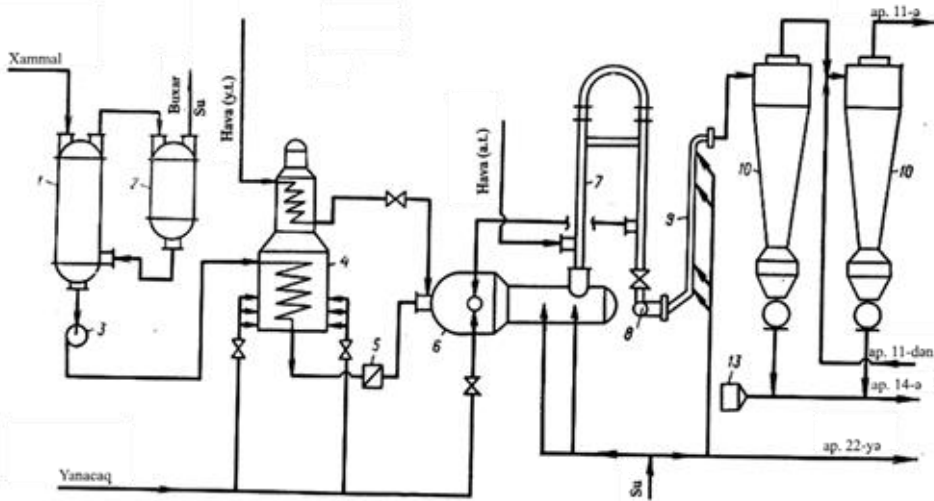 ap. 11-ə
Xammal
Buxar
Su
Hava (y.t.)
Hava (a.t.)
1
2
3
4
5
6
7
8
9
10
10
13
ap. 11-dən
ap. 14-ə
ap. 22-yə
Yanacaq
Su